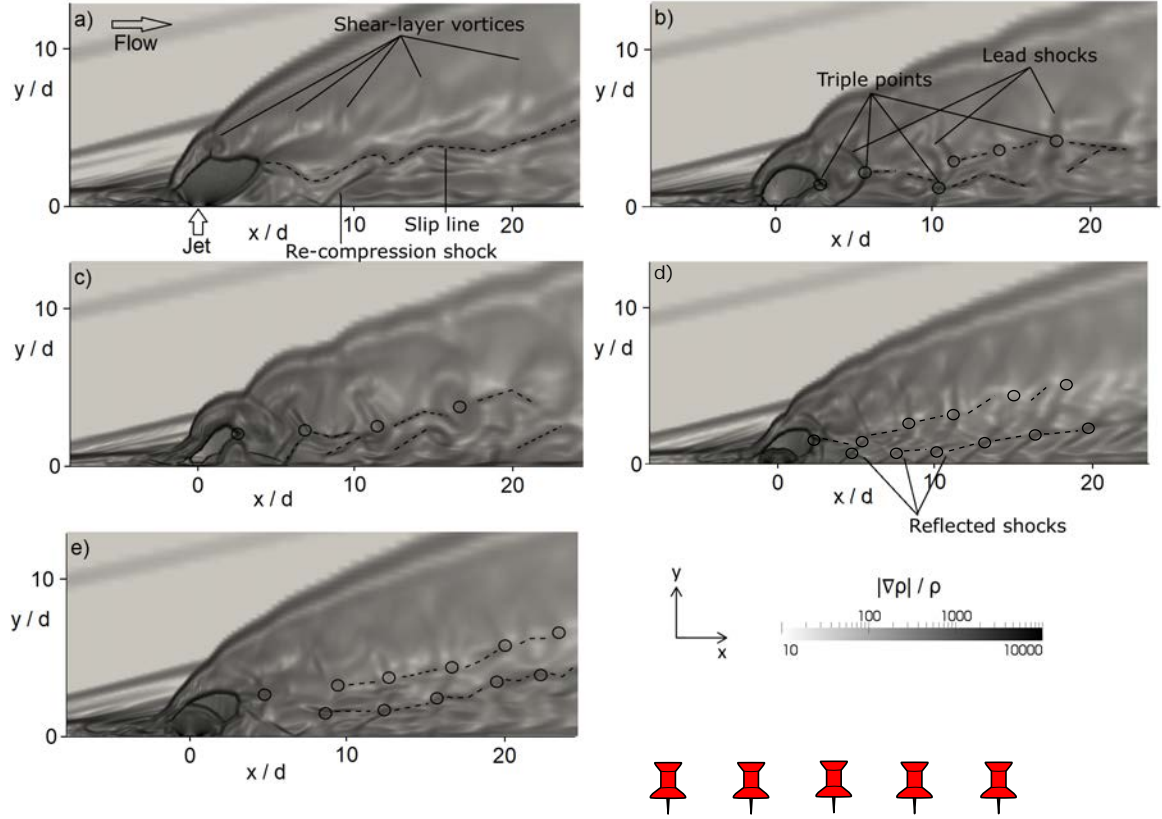 a)
Flow
Shear-layer vortices
10
y / d
0
10
20
x / d
Jet
Slip line
Re-compression shock
b)
Triple points
Lead shocks
10
y / d
0
0
10
20
x / d
c)
10
y / d
0
0
10
20
x / d
d)
10
y / d
0
0
10
20
x / d
Reflected shocks
e)
10
y / d
0
0
10
20
x / d
y
x
|∇ρ| / ρ
100 1000
10 10000